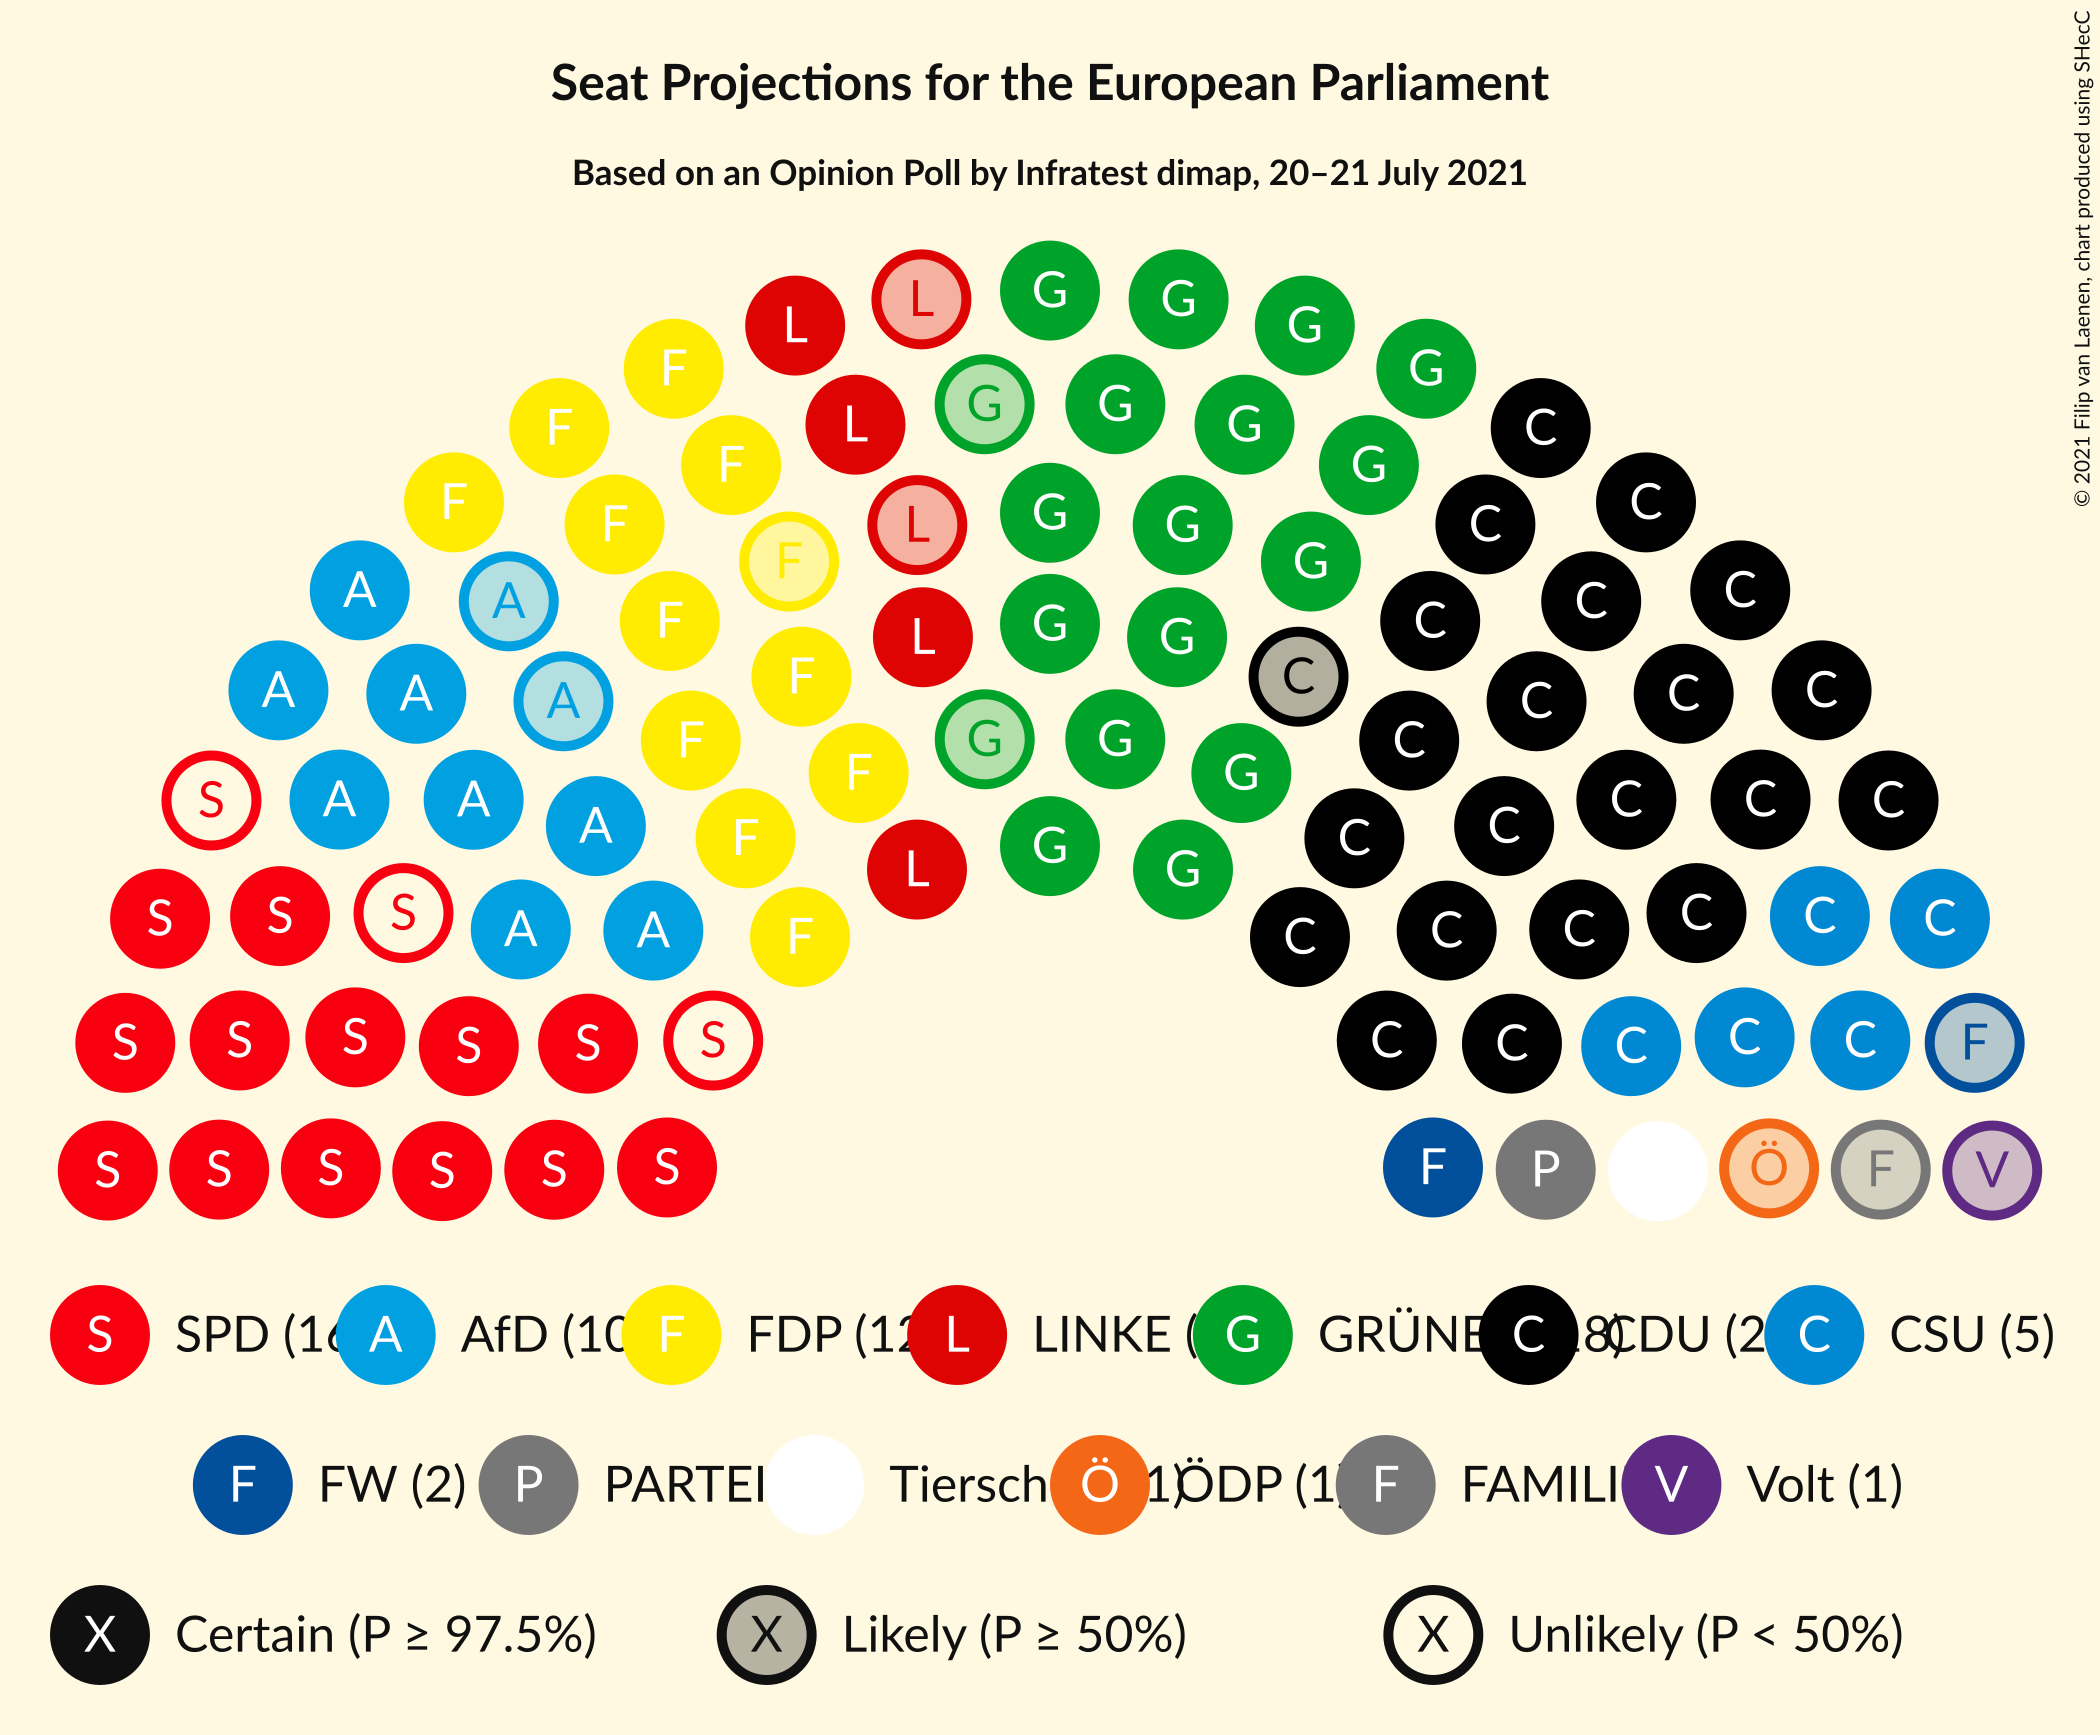 Seat Projections for the European Parliament
Based on an Opinion Poll by Infratest dimap, 20–21 July 2021
© 2021 Filip van Laenen, chart produced using SHecC
L L G G G
F G
F L G G G C
F F F L G G G C C
A A F F G G C C C
A A A F L G C C C C
F G G C
S A A A F F G C C C C C
S S S A A F L G G C C C C C C
S S S S S S C C C C C F
S S S S S S F P Ö F V
S SPD (16 A AfD (10 F FDP (12 L LINKE ( G GRÜNE 8) C CDU (2 C CSU (5)
F FW (2) P PARTEI Tiersch 1) Ö ÖDP (1 F FAMILI V Volt (1)
X Certain (P ≥ 97.5%) X Likely (P ≥ 50%) X Unlikely (P < 50%)